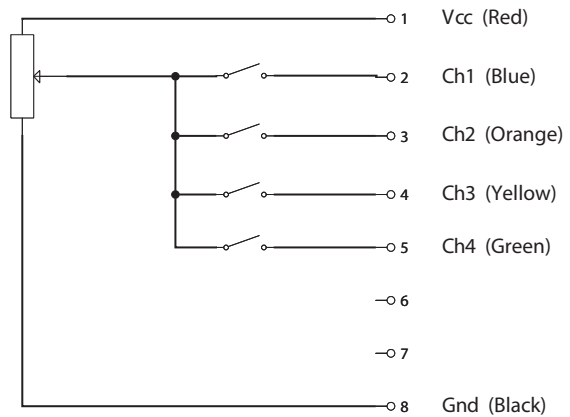 1 Vcc (Red)
2 Ch1 (Blue)
3 Ch2 (Orange)
4 Ch3 (Yellow)
5 Ch4 (Green)
6
7
8 Gnd (Black)